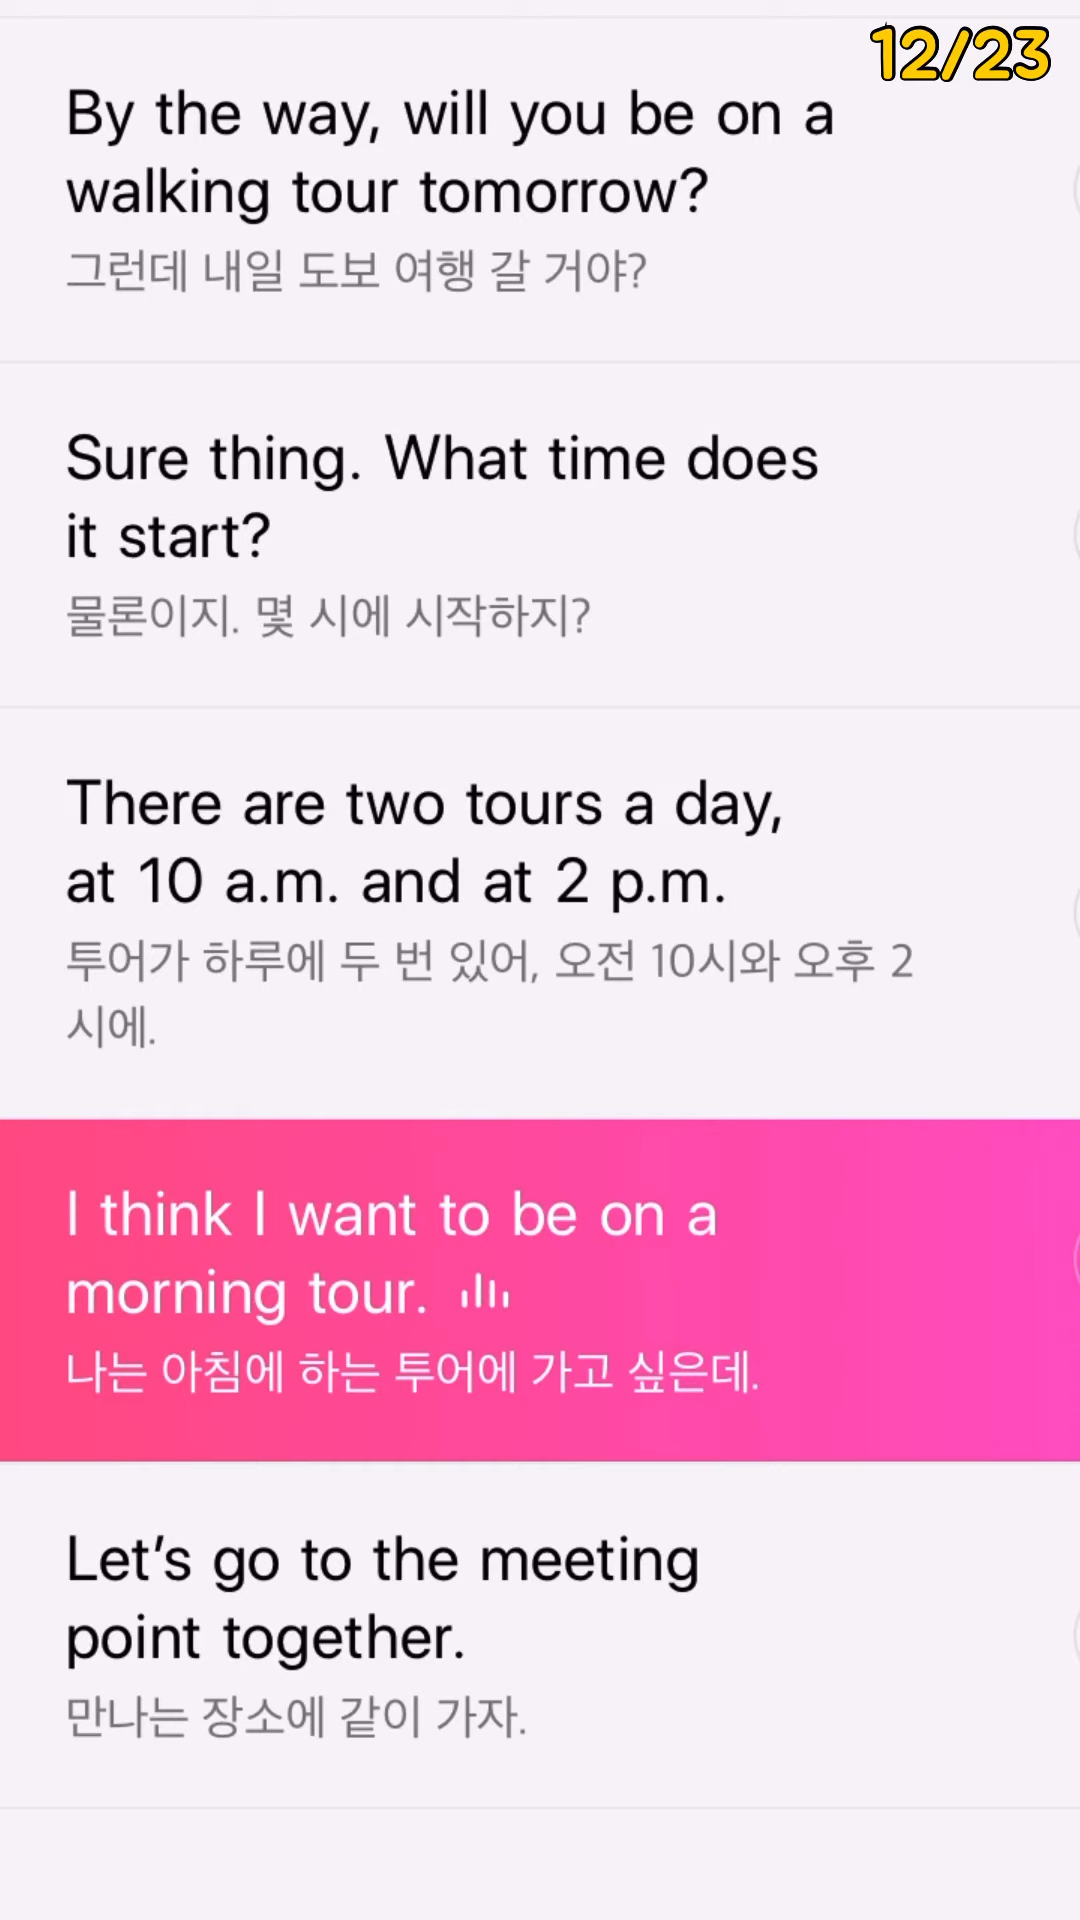 12/23
By the way, will you be on a
walking tour tomorrow?
그런데 내일 도보 여행 갈 거야?
Sure thing. What time does
it start?
물론이지. 몇 시에 시작하지?
There are two tours a day,
at 10 a.m. and at 2 p.m.
투어가 하루에 두 번 있어, 오전 10시와 오후 2
시에.
I think I want to be on a
morning tour.
나는 아침에 하는 투어에 가고 싶은데.
Let’s go to the meeting
point together.
만나는 장소에 같이 가자.